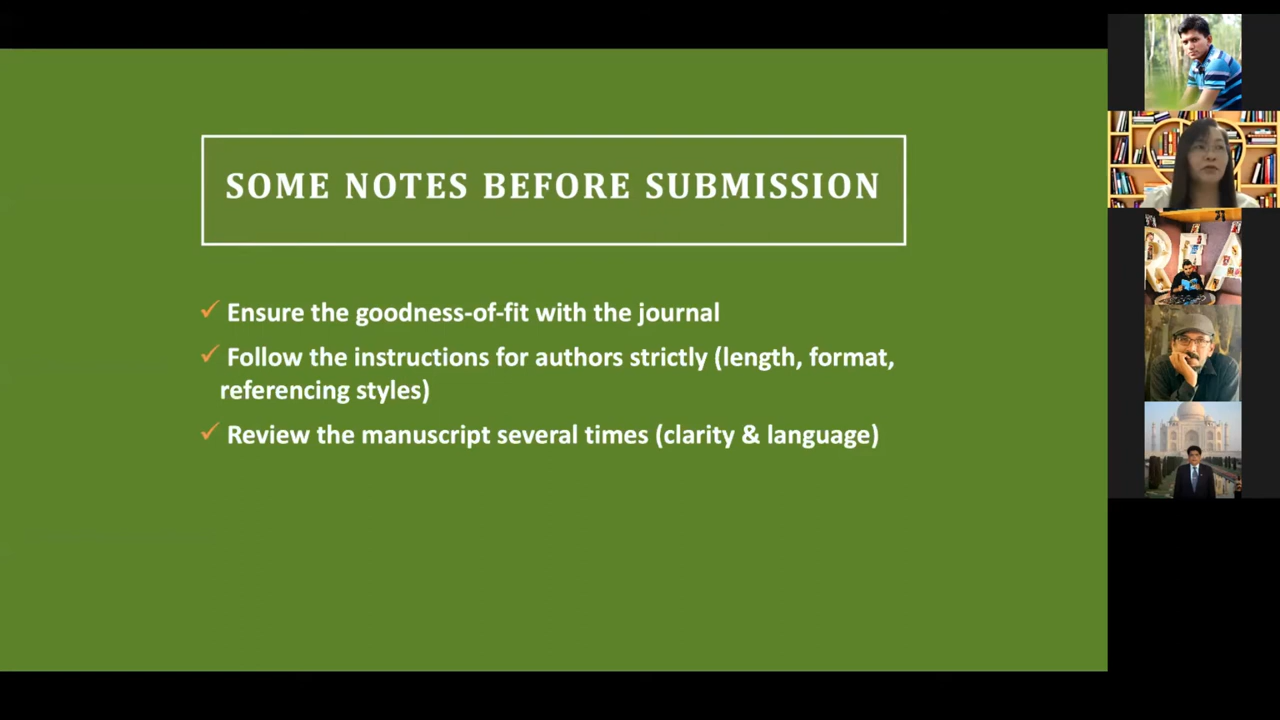 SOME NOTES BEFORE SUBMISSION
✓ Ensure the goodness-of-fit with the journal
✓ Follow the instructions for authors strictly (length, format,
referencing styles)
✓ Review the manuscript several times (clarity & language)
REA